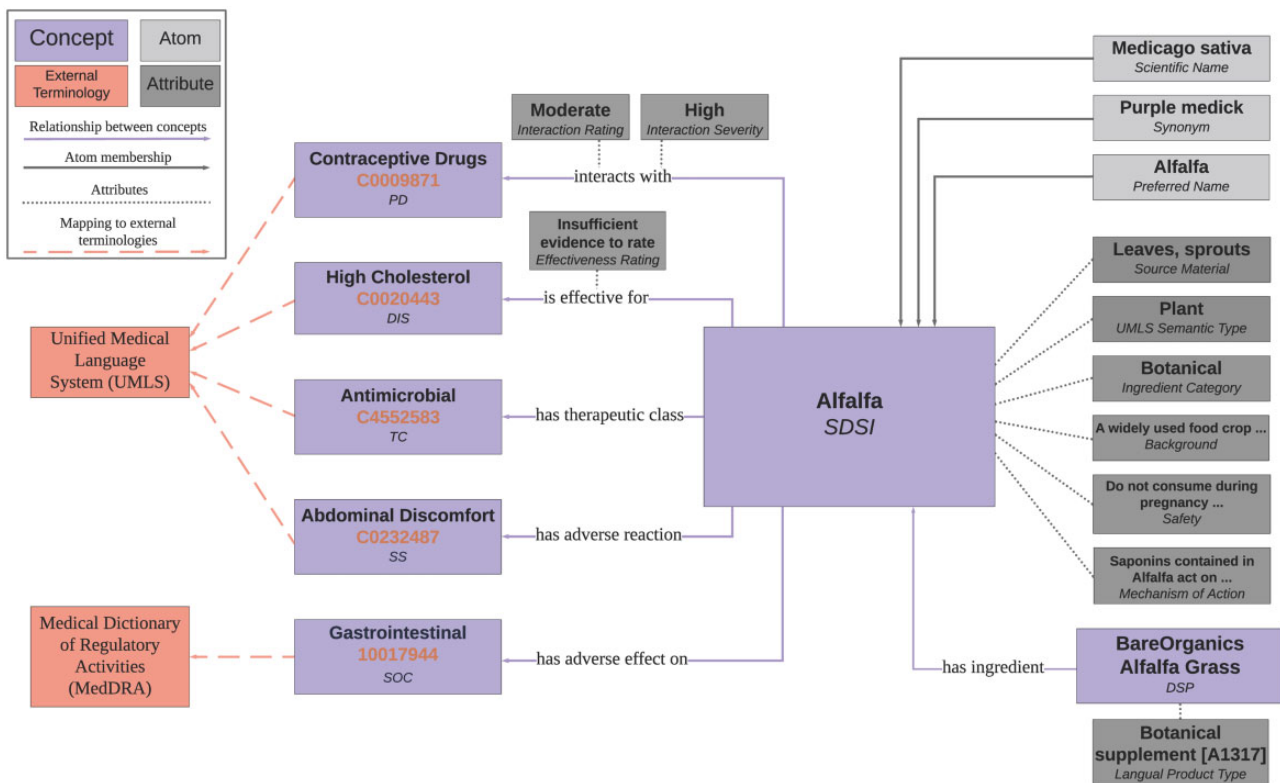 Concept
Atom
External
Terminology
Attribute
Relationship between concepts
Atom membership
Attributes
Mapping to external
terminologies
Moderate
Interaction Rating
High
Interaction Severity
Contraceptive Drugs
C0009871
PD
interacts with
Insufficient
evidence to rate
Effectiveness Rating
High Cholesterol
C0020443
DIS
is effective for
Unified Medical
Language
System (UMLS)
Antimicrobial
C4552583
TC
has therapeutic class
Abdominal Discomfort
C0232487
SS
has adverse reaction
Medical Dictionary
of Regulatory
Activities
(MedDRA)
Gastrointestinal
10017944
SOC
has adverse effect on
Alfalfa
SDSI
Medicago sativa
Scientific Name
Purple medick
Synonym
Alfalfa
Preferred Name
Leaves, sprouts
Source Material
Plant
UMLS Semantic Type
Botanical
Ingredient Category
A widely used food crop ...
Background
Do not consume during
pregnancy ...
Safety
Saponins contained in
Alfalfa act on ...
Mechanism of Action
has ingredient
BareOrganics
Alfalfa Grass
DSP
Botanical
supplement [A1317]
Langual Product Type